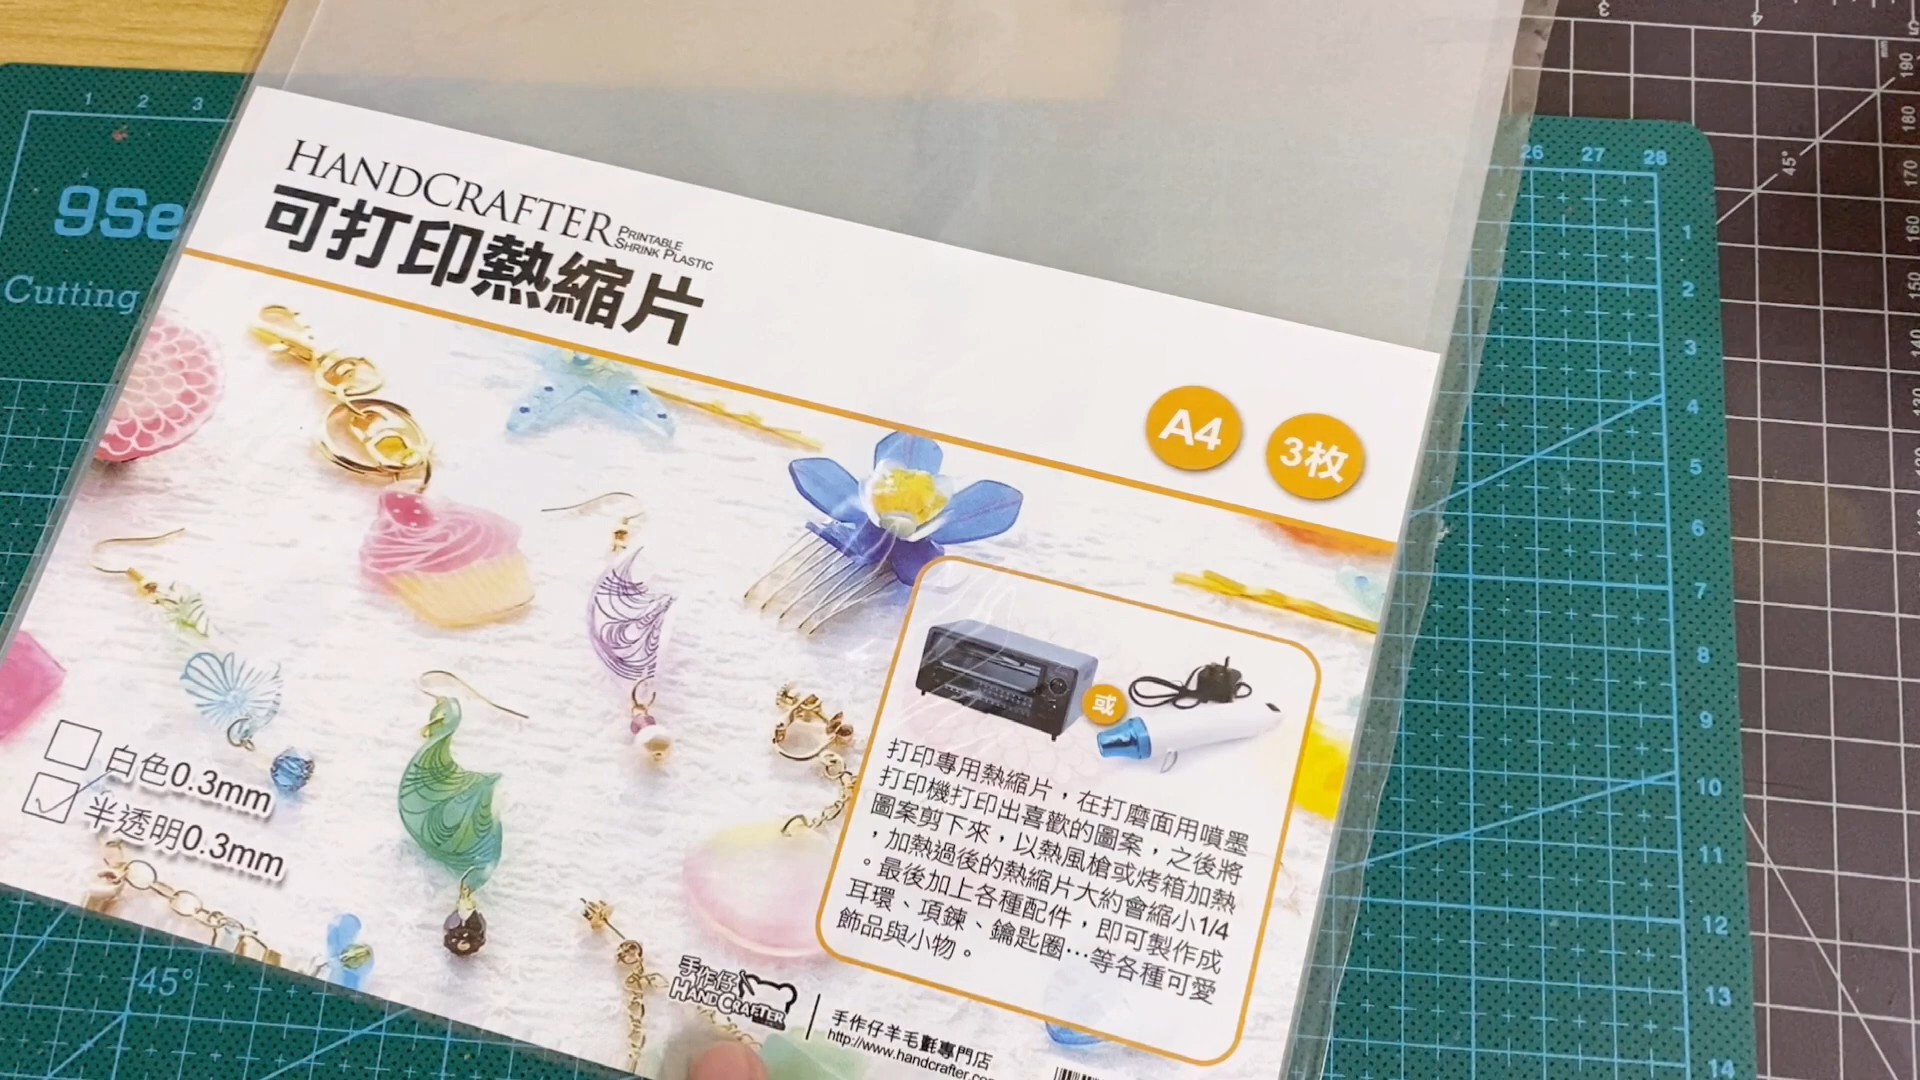 HANDCRAFTER PRINTABLE SHRINK PLASTIC
可打印熱縮片
A4
3枚
9Se
Cutting
白色0.3mm
半透明0.3mm
或
打印專用熱縮片，在打磨面用噴墨
打印機打印出喜歡的圖案，之後將
圖案剪下來，以熱風槍或烤箱加熱
，加熱過後的熱縮片大約會縮小1/4
。最後加上各種配件，即可製作成
耳環、項鍊、鑰匙圈…等各種可愛
飾品與小物。
手作仔
HANDCRAFTER
手作仔羊毛氈專門店
http://www.handcrafter.co
1 2 3
26 27 28
1
2
3
4
5
6
7
8
9
10
11
12
13
14
45°
3 4
45°
mm
190
180
170
160
150
140
130